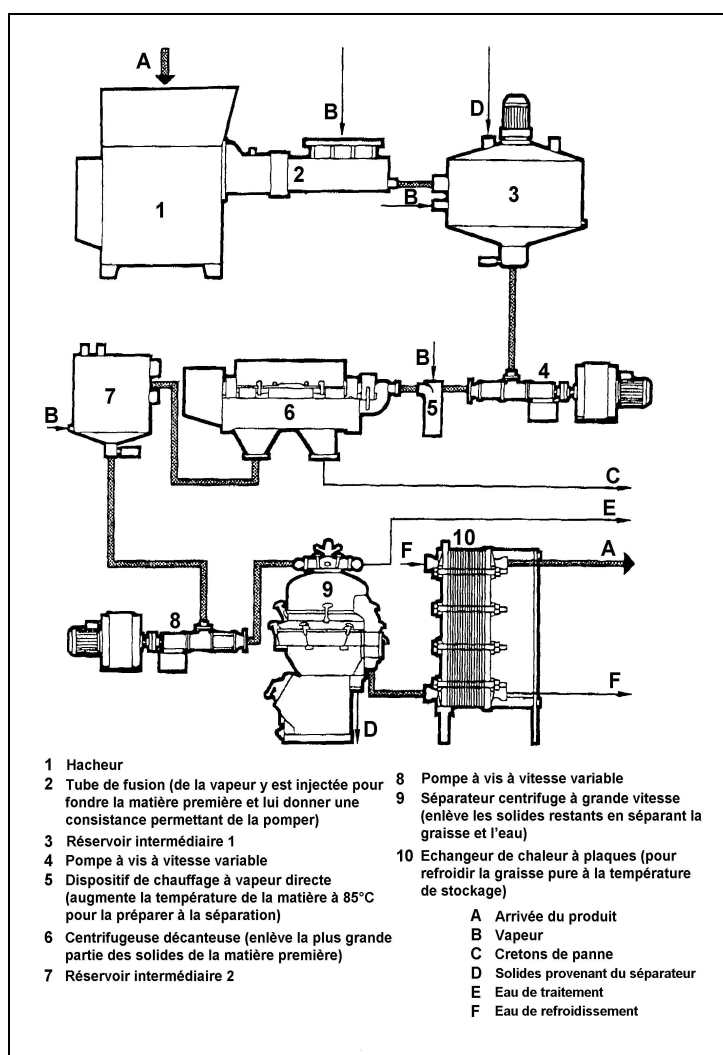 A
B
D
1
2
B
3
B
4
7
6
5
B
C
E
F
10
A
9
8
F
D
1 Hacheur
2 Tube de fusion (de la vapeur y est injectée pour
fondre la matière première et lui donner une
consistance permettant de la pomper)
3 Réservoir intermédiaire 1
4 Pompe à vis à vitesse variable
5 Dispositif de chauffage à vapeur directe
(augmente la température de la matière à 85°C
pour la préparer à la séparation)
6 Centrifugeuse décanteuse (enlève la plus grande
partie des solides de la matière première)
7 Réservoir intermédiaire 2
8 Pompe à vis à vitesse variable
9 Séparateur centrifuge à grande vitesse
(enlève les solides restants en séparant la
graisse et l'eau)
10 Echangeur de chaleur à plaques (pour
refroidir la graisse pure à la température
de stockage)
A Arrivée du produit
B Vapeur
C Cretons de panne
D Solides provenant du séparateur
E Eau de traitement
F Eau de refroidissement